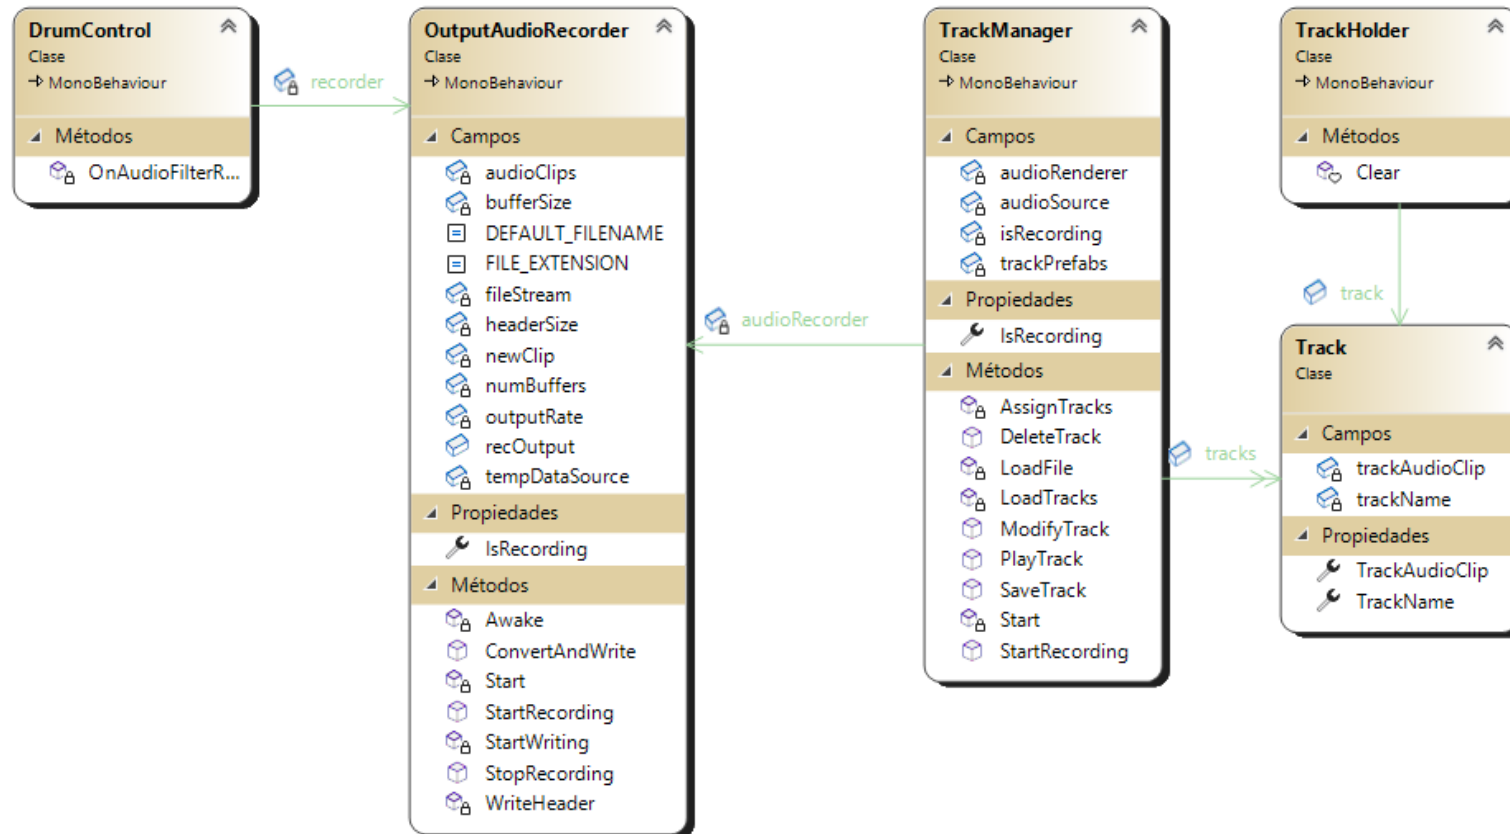 DrumControl
Clase
MonoBehaviour
Métodos
OnAudioFilterR...
recorder
OutputAudioRecorder
Clase
MonoBehaviour
Campos
audioClips
bufferSize
DEFAULT_FILENAME
FILE_EXTENSION
fileStream
headerSize
newClip
numBuffers
outputRate
recOutput
tempDataSource
Propiedades
IsRecording
Métodos
Awake
ConvertAndWrite
Start
StartRecording
StartWriting
StopRecording
WriteHeader
audioRecorder
TrackManager
Clase
MonoBehaviour
Campos
audioRenderer
audioSource
isRecording
trackPrefabs
Propiedades
IsRecording
Métodos
AssignTracks
DeleteTrack
LoadFile
LoadTracks
ModifyTrack
PlayTrack
SaveTrack
Start
StartRecording
tracks
TrackHolder
Clase
MonoBehaviour
Métodos
Clear
track
Track
Clase
Campos
trackAudioClip
trackName
Propiedades
TrackAudioClip
TrackName